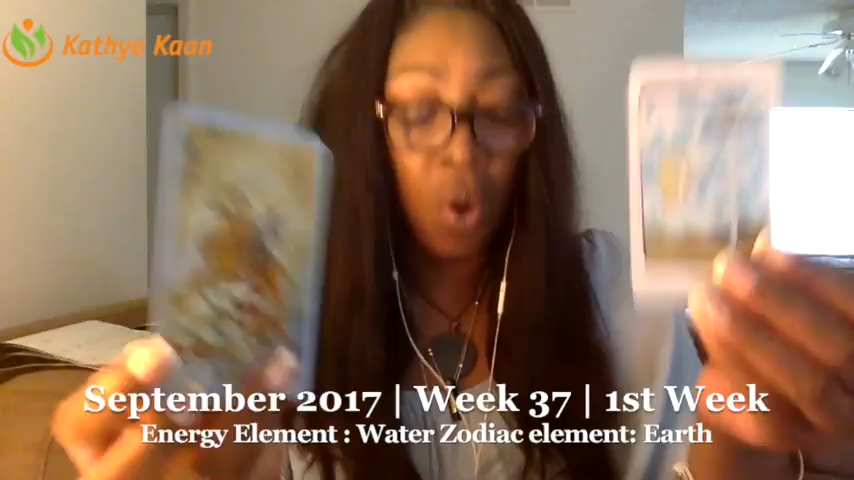 Kathye Kaan
September 2017 | Week 37 | 1st Week
Energy Element : Water Zodiac element: Earth